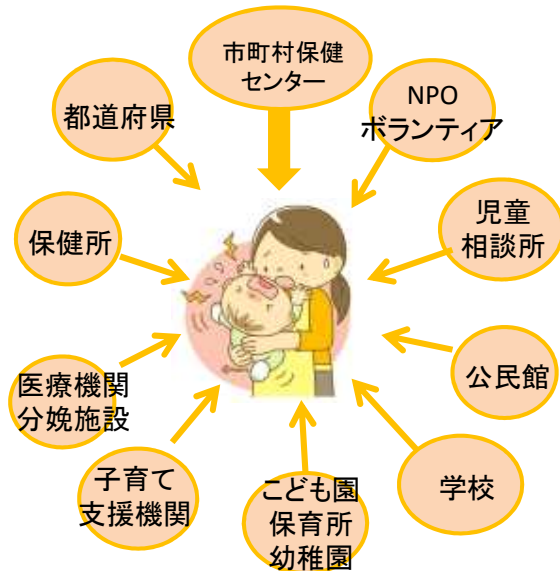 市町村保健
センター
都道府県
NPO
ボランティア
保健所
児童
相談所
医療機関
分娩施設
公民館
子育て
支援機関
こども園
保育所
幼稚園
学校